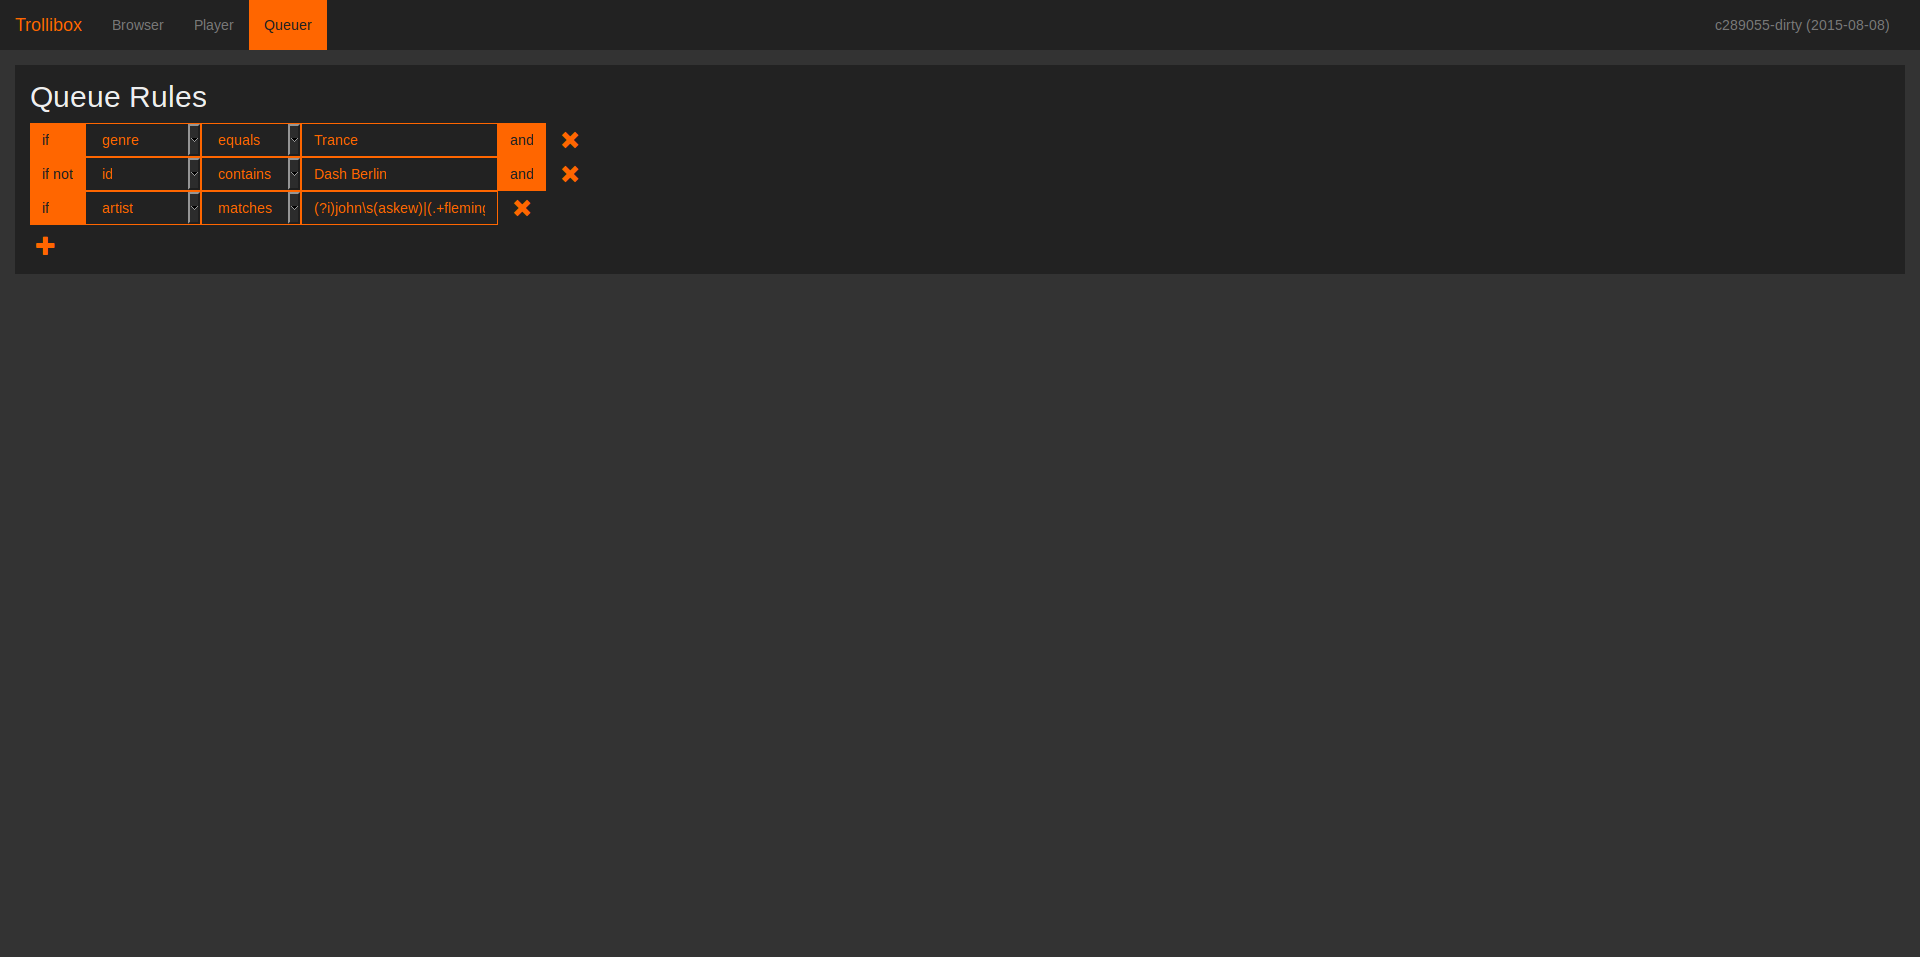 Trollibox Browser Player Queuer c289055-dirty (2015-08-08)
Queue Rules
if genre equals Trance and
if not id contains Dash Berlin and
if artist matches (?i)john\s(askew)|(.+fleming